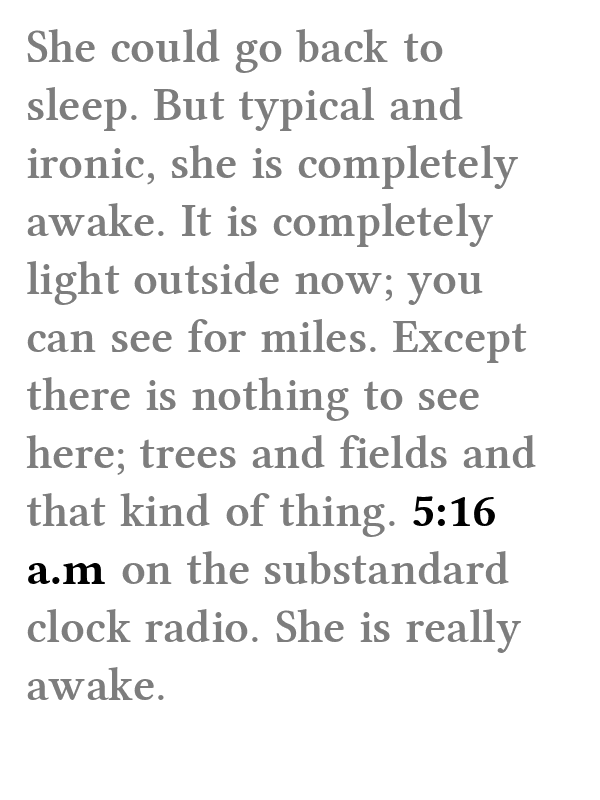 She could go back to
sleep. But typical and
ironic, she is completely
awake. It is completely
light outside now; you
can see for miles. Except
there is nothing to see
here; trees and fields and
that kind of thing. 5:16
a.m on the substandard
clock radio. She is really
awake.